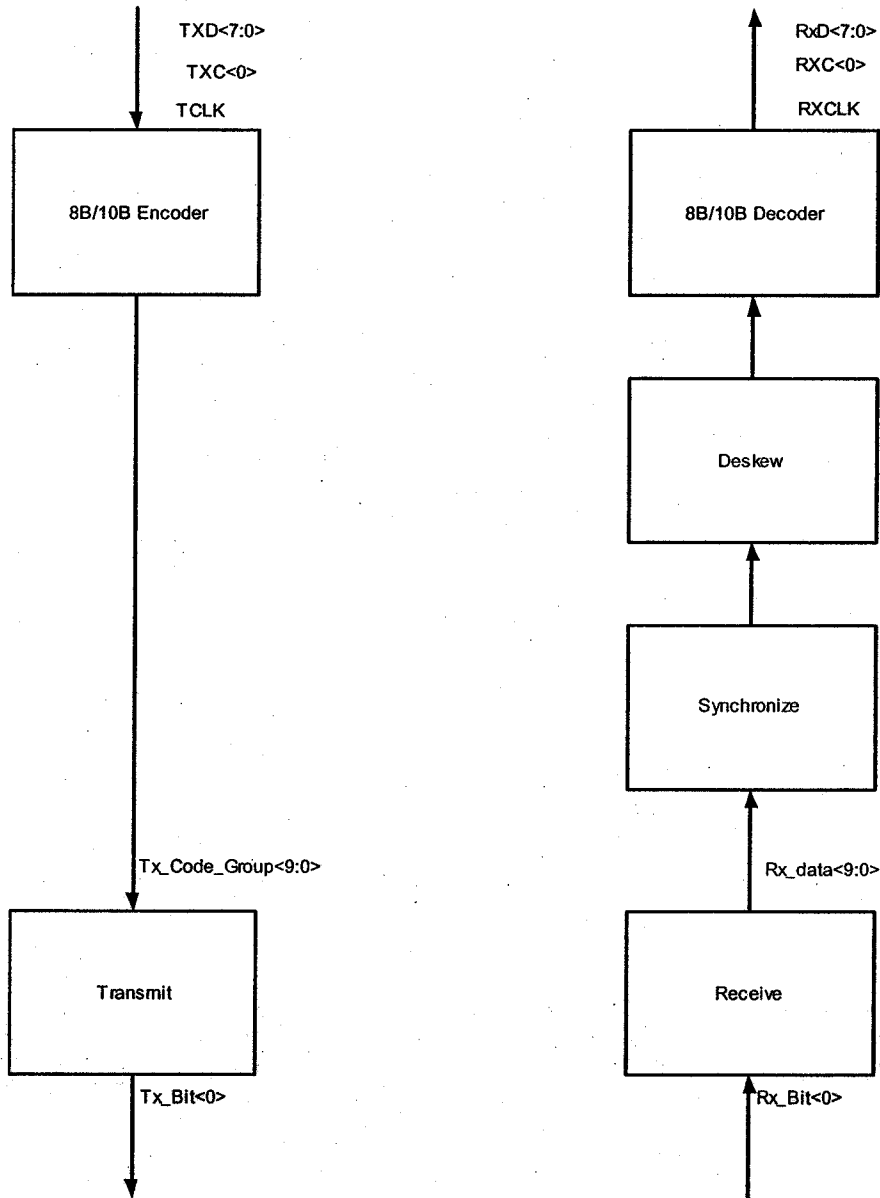 TXD<7:0>
TXC<0>
TCLK
8B/10B Encoder
Tx_Code_Group<9:0>
Transmit
Tx_Bit<0>
RxD<7:0>
RXC<0>
RXCLK
8B/10B Decoder
Deskew
Synchronize
Rx_data<9:0>
Receive
Rx_Bit<0>